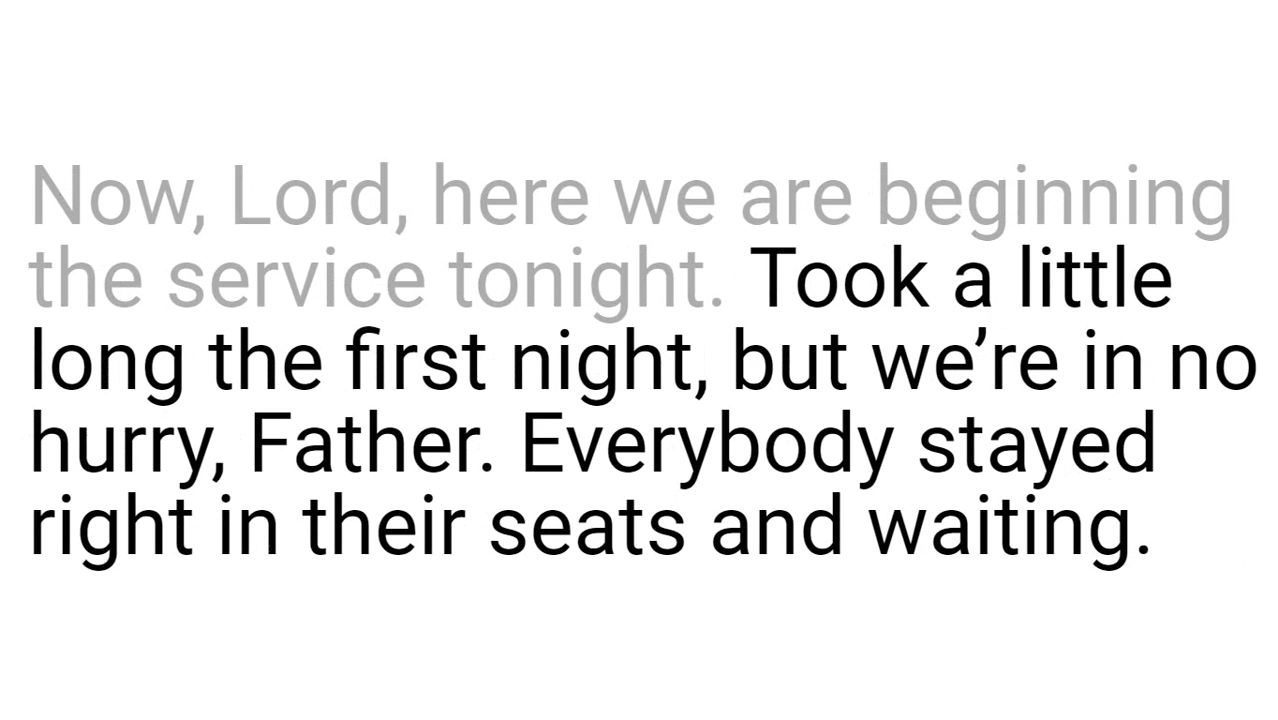 Now, Lord, here we are beginning
the service tonight. Took a little
long the first night, but we’re in no
hurry, Father. Everybody stayed
right in their seats and waiting.